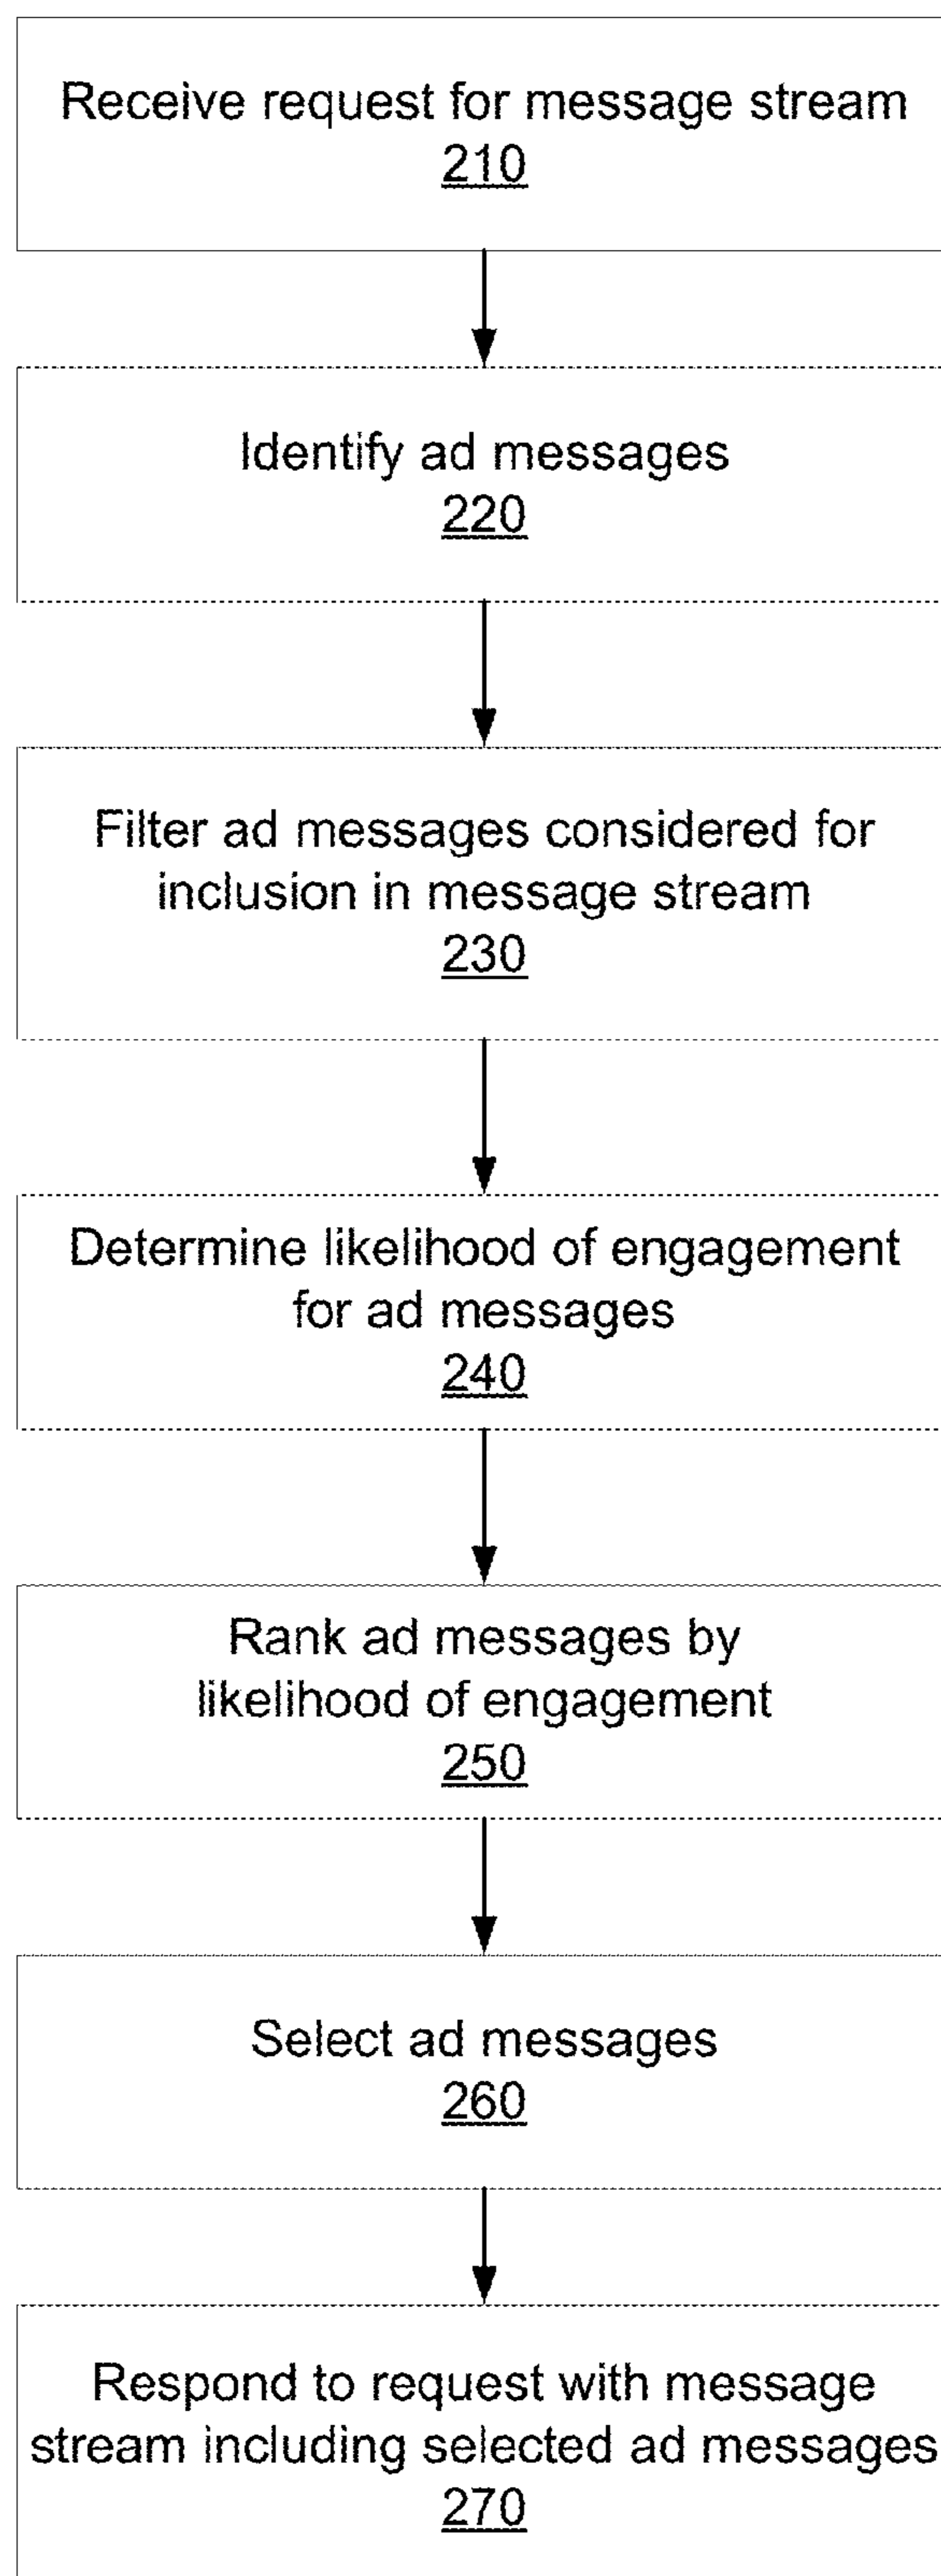 Receive request for message stream
210
Identify ad messages
220
Filter ad messages considered for
inclusion in message stream
230
Determine likelihood of engagement
for ad messages
240
Rank ad messages by
likelihood of engagement
250
Select ad messages
260
Respond to request with message
stream including selected ad messages
270